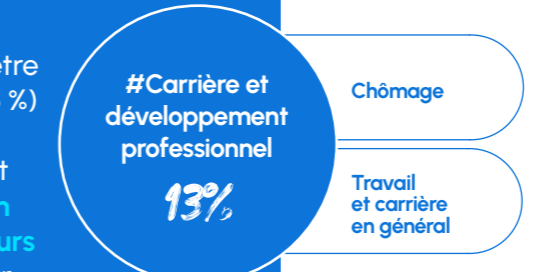 #Carrière et
développement
professionnel
13%
Chômage
Travail
et carrière
en général
%)